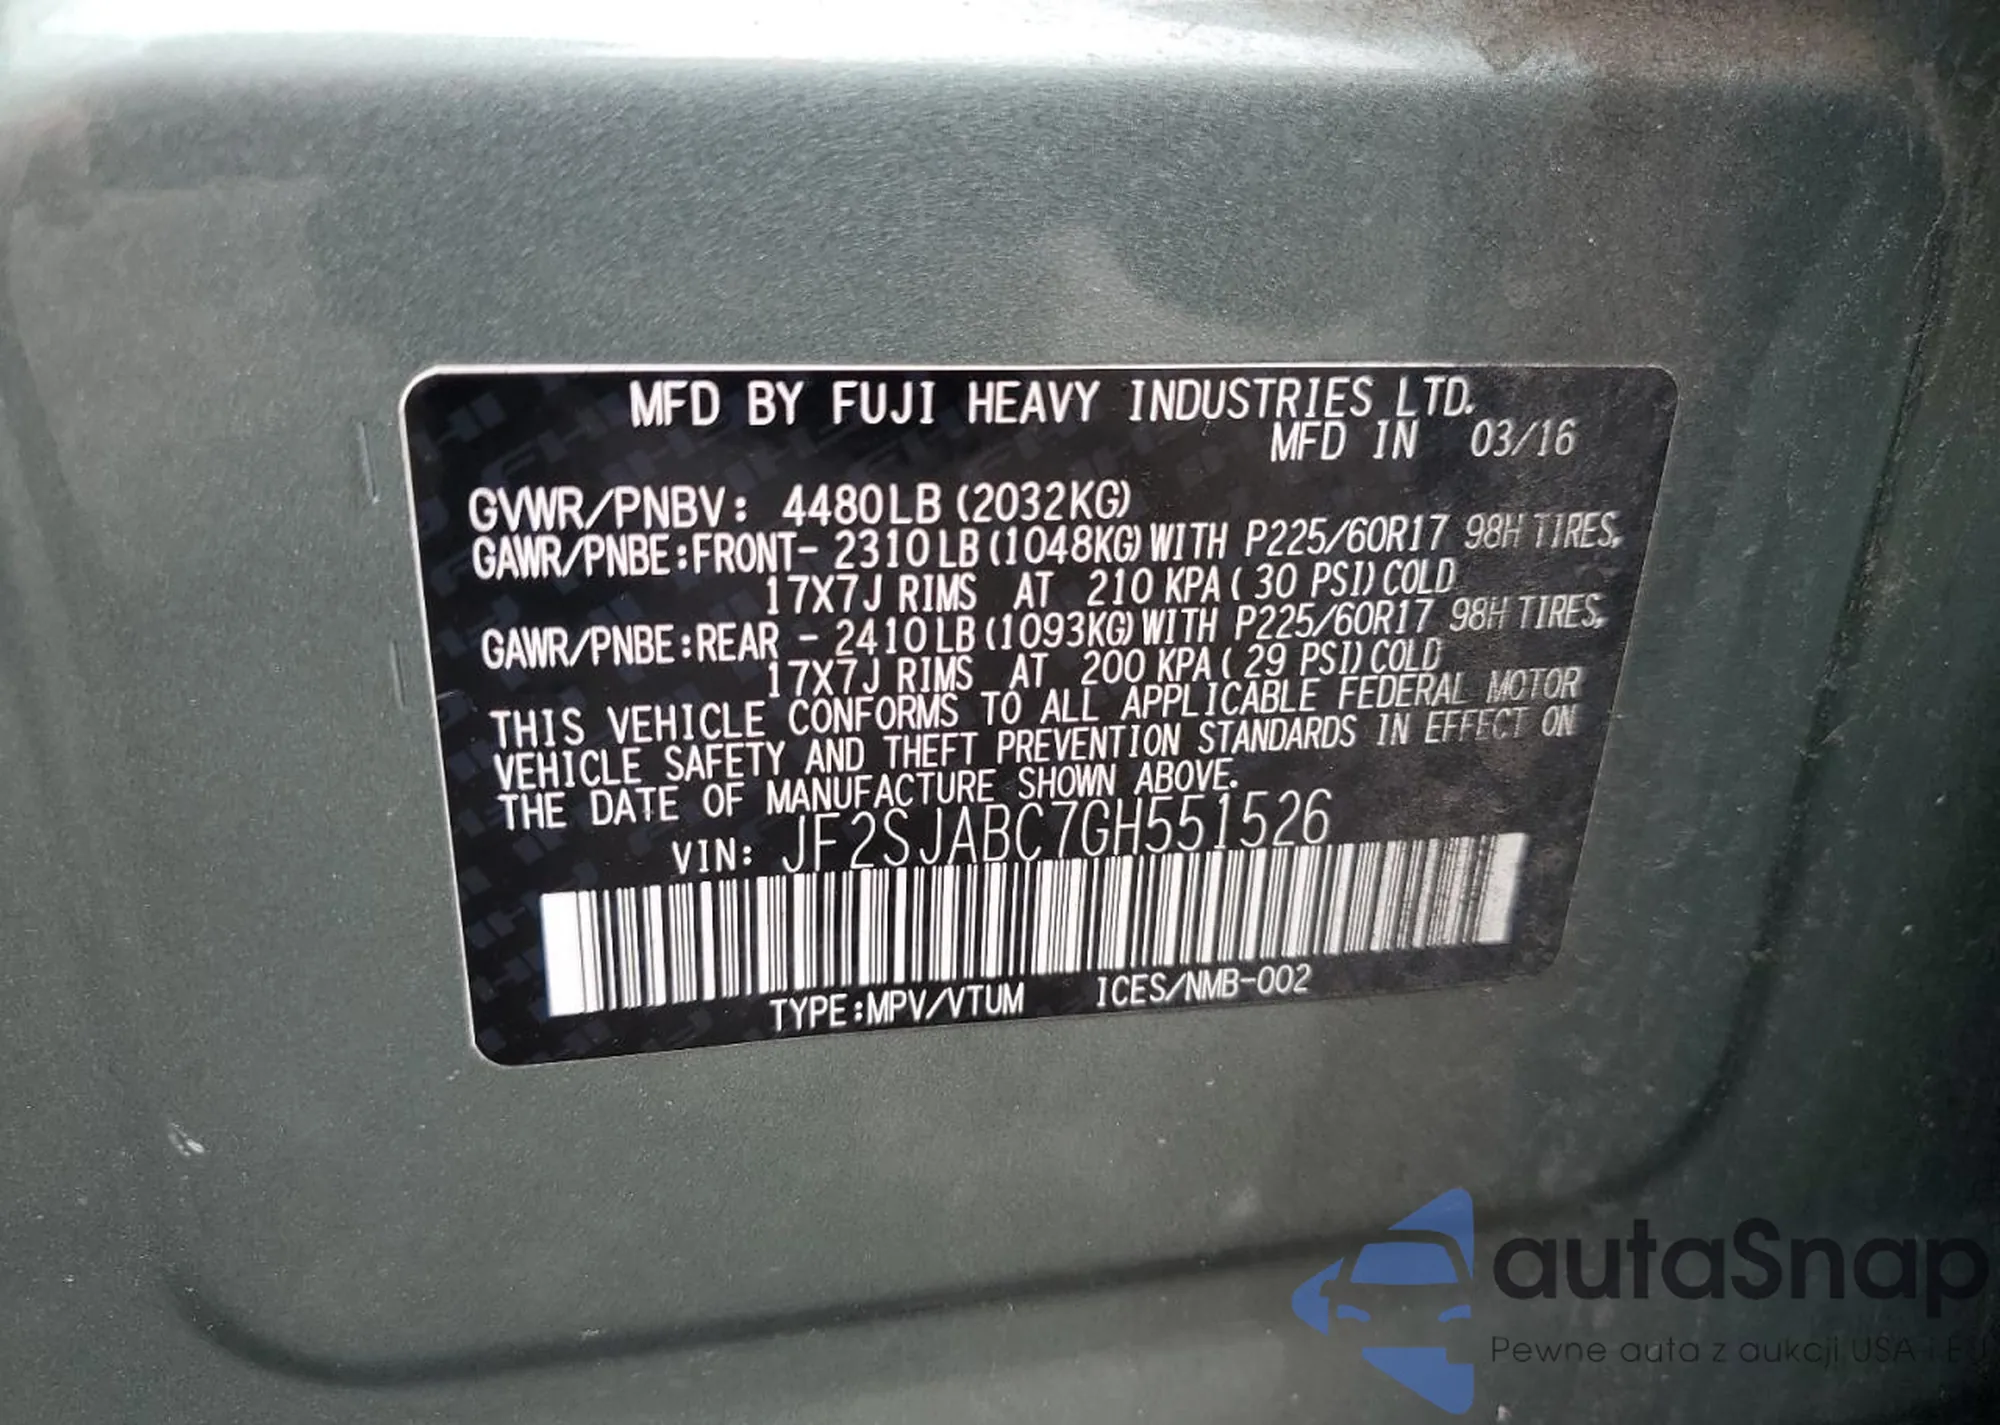 MFD BY FUJI HEAVY INDUSTRIES LTD.
MFD IN 03/16
GVWR/PNBV: 4480LB (2032KG)
GAWR/PNBE:FRONT- 2310LB (1048KG) WITH P225/60R17 98H TIRES,
17X7J RIMS AT 210 KPA ( 30 PSI) COLD
GAWR/PNBE:REAR - 2410LB (1093KG) WITH P225/60R17 98H TIRES,
17X7J RIMS AT 200 KPA ( 29 PSI) COLD
THIS VEHICLE CONFORMS TO ALL APPLICABLE FEDERAL MOTOR
VEHICLE SAFETY AND THEFT PREVENTION STANDARDS IN EFFECT ON
THE DATE OF MANUFACTURE SHOWN ABOVE.
VIN: JF2SJABC7GH551526
TYPE:MPV/VTUM ICES/NMB-002
autaSnap
Pewne auta z aukcji USA i EU